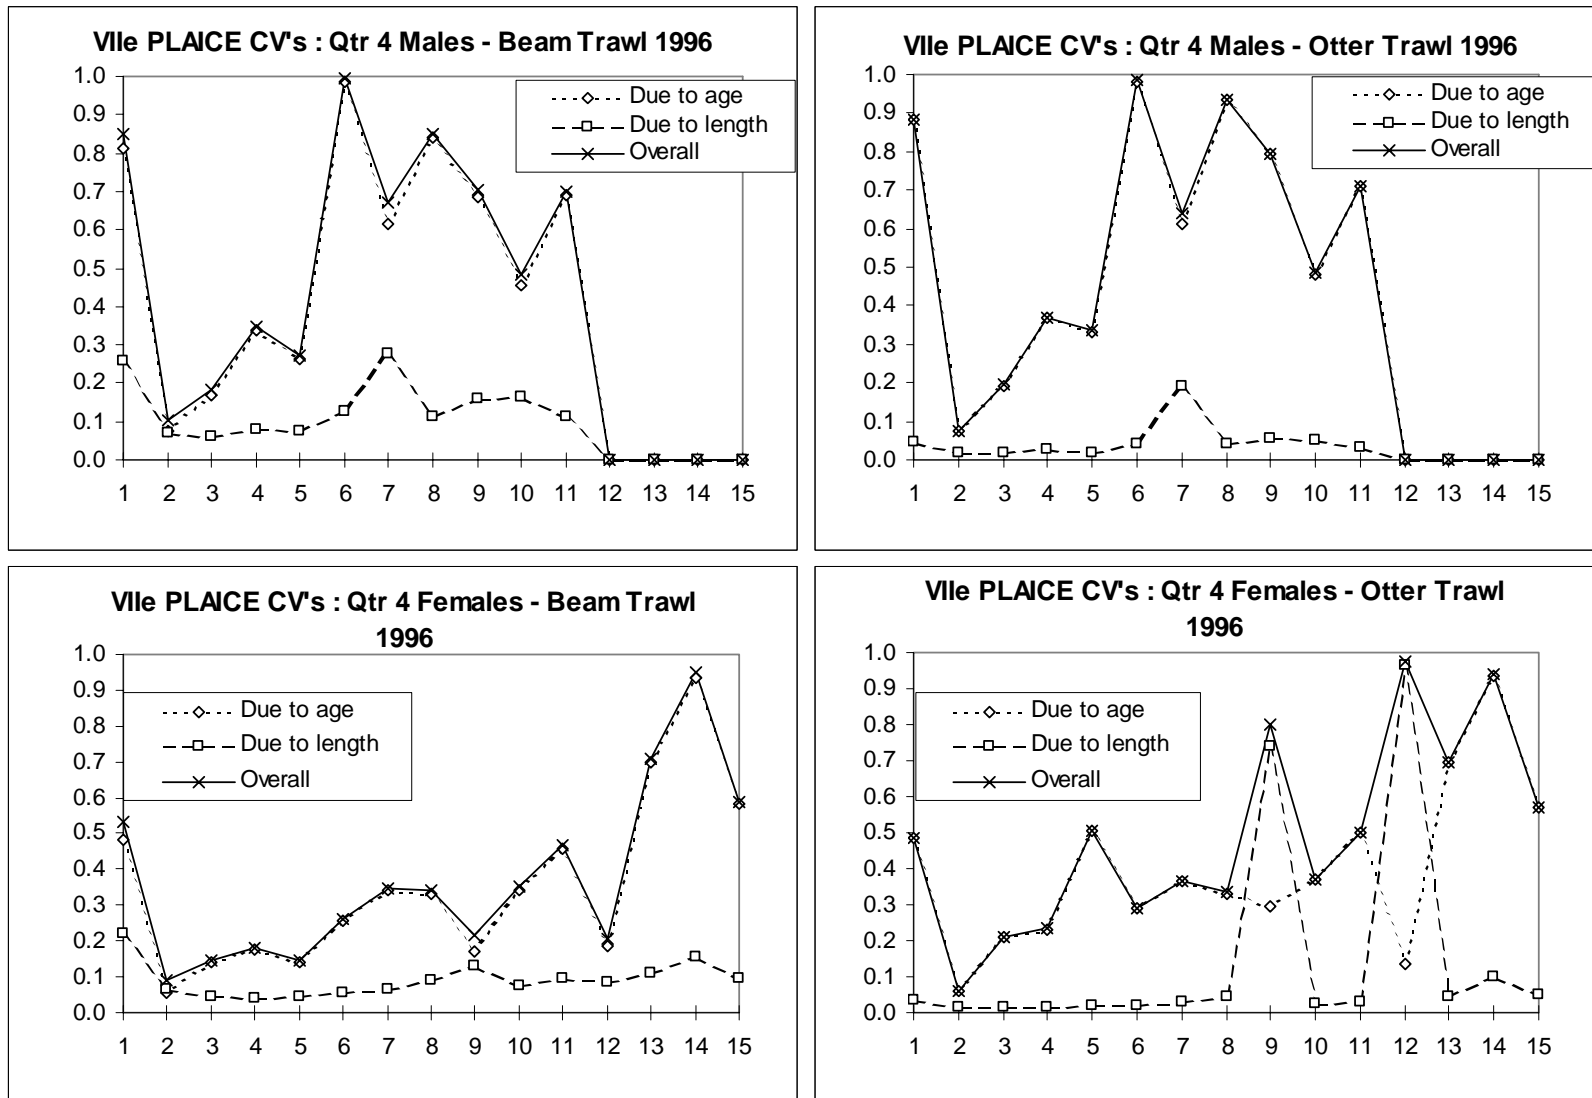 VIIe PLAICE CV's : Qtr 4 Males - Beam Trawl 1996
1.0
0.9
0.8
0.7
0.6
0.5
0.4
0.3
0.2
0.1
0.0
1 2 3 4 5 6 7 8 9 10 11 12 13 14 15
Due to age
Due to length
Overall
VIIe PLAICE CV's : Qtr 4 Males - Otter Trawl 1996
1.0
0.9
0.8
0.7
0.6
0.5
0.4
0.3
0.2
0.1
0.0
1 2 3 4 5 6 7 8 9 10 11 12 13 14 15
Due to age
Due to length
Overall
VIIe PLAICE CV's : Qtr 4 Females - Beam Trawl
1996
1.0
0.9
0.8
0.7
0.6
0.5
0.4
0.3
0.2
0.1
0.0
1 2 3 4 5 6 7 8 9 10 11 12 13 14 15
Due to age
Due to length
Overall
VIIe PLAICE CV's : Qtr 4 Females - Otter Trawl
1996
1.0
0.9
0.8
0.7
0.6
0.5
0.4
0.3
0.2
0.1
0.0
1 2 3 4 5 6 7 8 9 10 11 12 13 14 15
Due to age
Due to length
Overall